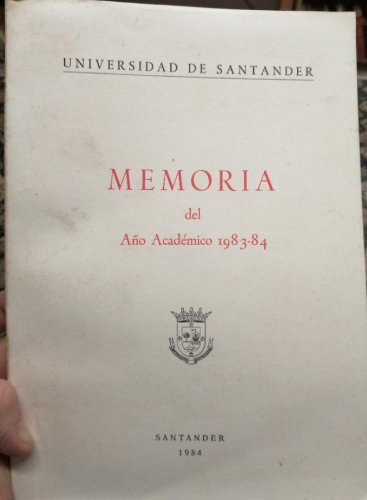 UNIVERSIDAD DE SANTANDER
MEMORIA
del
Año Académico 1983-84
SANTANDER
1984